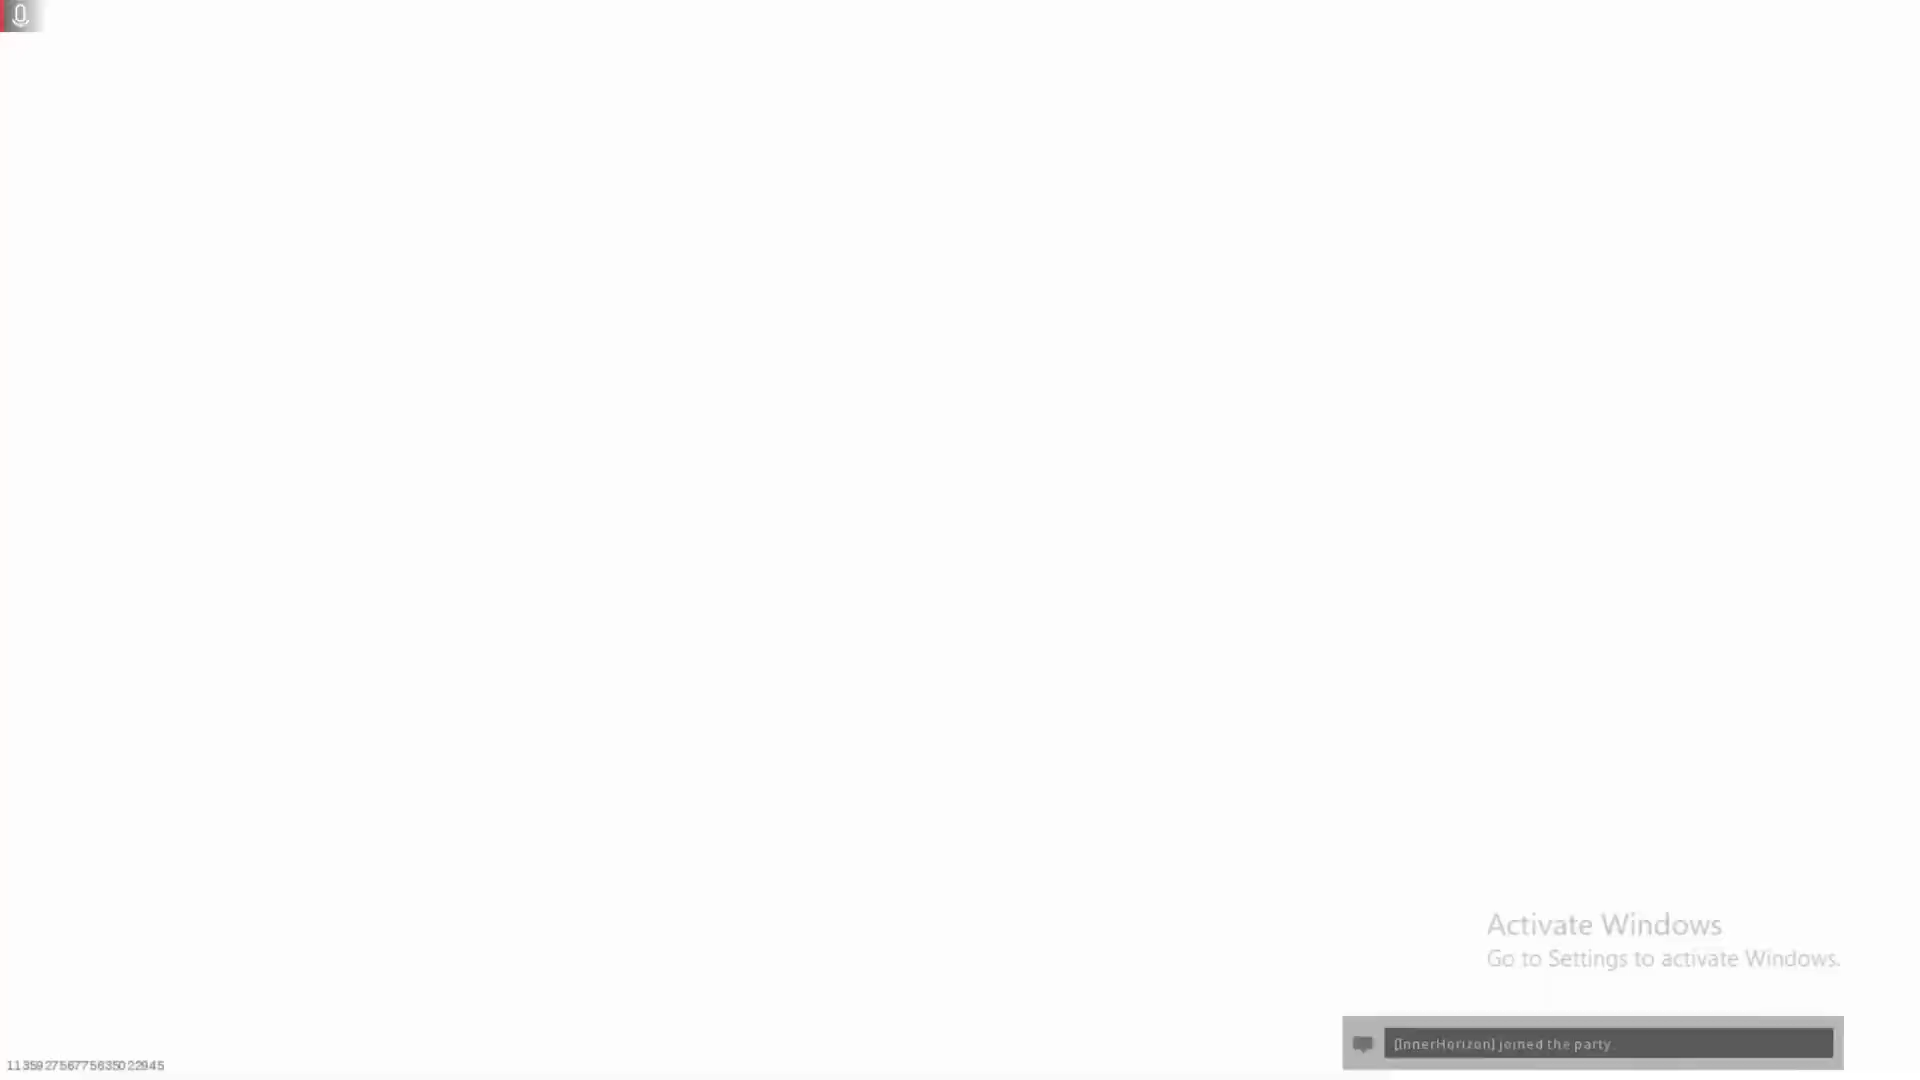 Activate Windows
Go to Settings to activate Windows.
[InnerHorizon] joined the party.